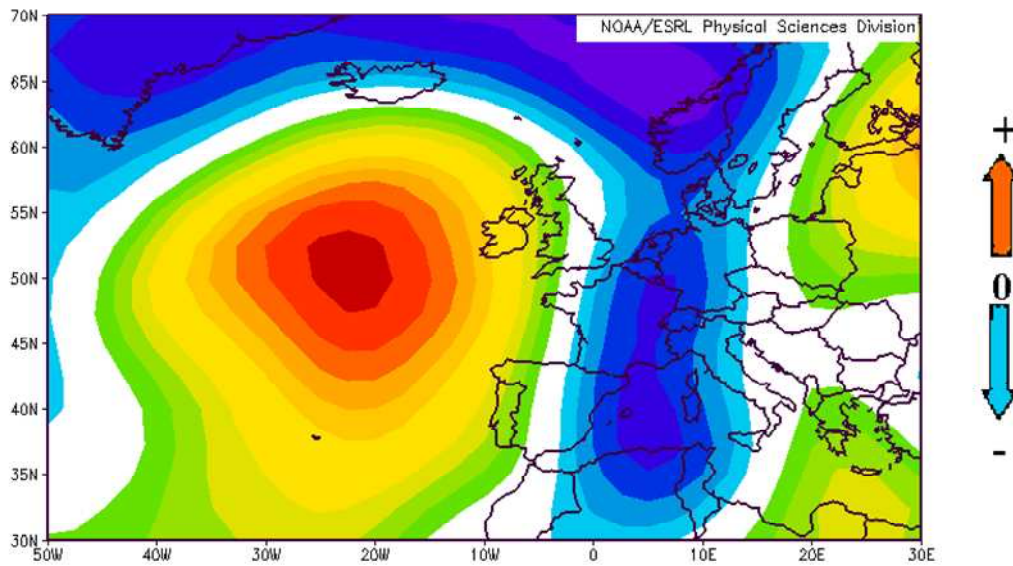 NOAA/ESRL Physical Sciences Division
70N
65N
60N
55N
50N
45N
40N
35N
30N
50W 40W 30W 20W 10W 0 10E 20E 30E
+
0
-